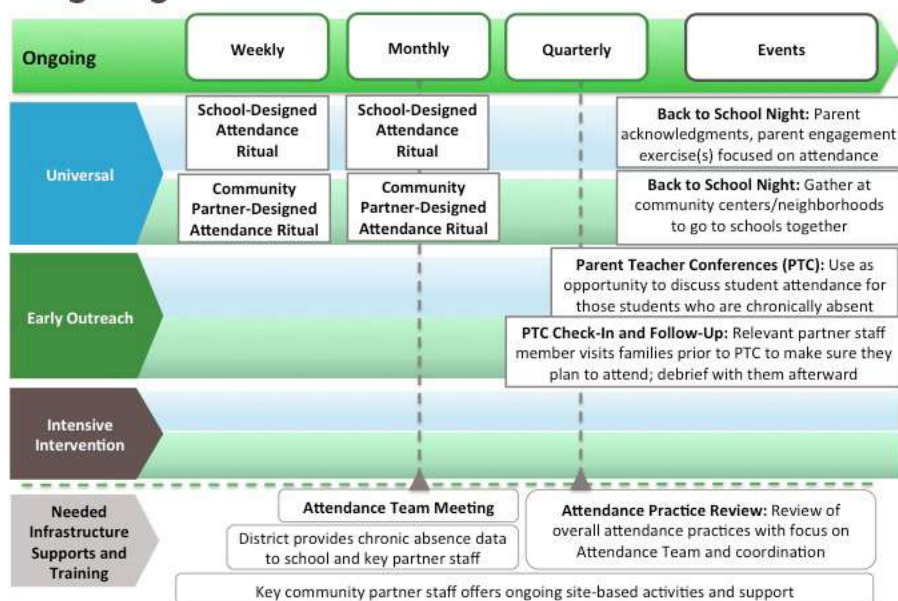 Ongoing
Weekly
Monthly
Quarterly
Events
Universal
School-Designed
Attendance
Ritual
School-Designed
Attendance
Ritual
Back to School Night: Parent
acknowledgments, parent engagement
exercise(s) focused on attendance
Community
Partner-Designed
Attendance Ritual
Community
Partner-Designed
Attendance Ritual
Back to School Night: Gather at
community centers/neighborhoods
to go to schools together
Early Outreach
Parent Teacher Conferences (PTC): Use as
opportunity to discuss student attendance for
those students who are chronically absent
PTC Check-In and Follow-Up: Relevant partner staff
member visits families prior to PTC to make sure they
plan to attend; debrief with them afterward
Intensive
Intervention
Needed
Infrastructure
Supports and
Training
Attendance Team Meeting
District provides chronic absence data
to school and key partner staff
Attendance Practice Review: Review of
overall attendance practices with focus on
Attendance Team and coordination
Key community partner staff offers ongoing site-based activities and support